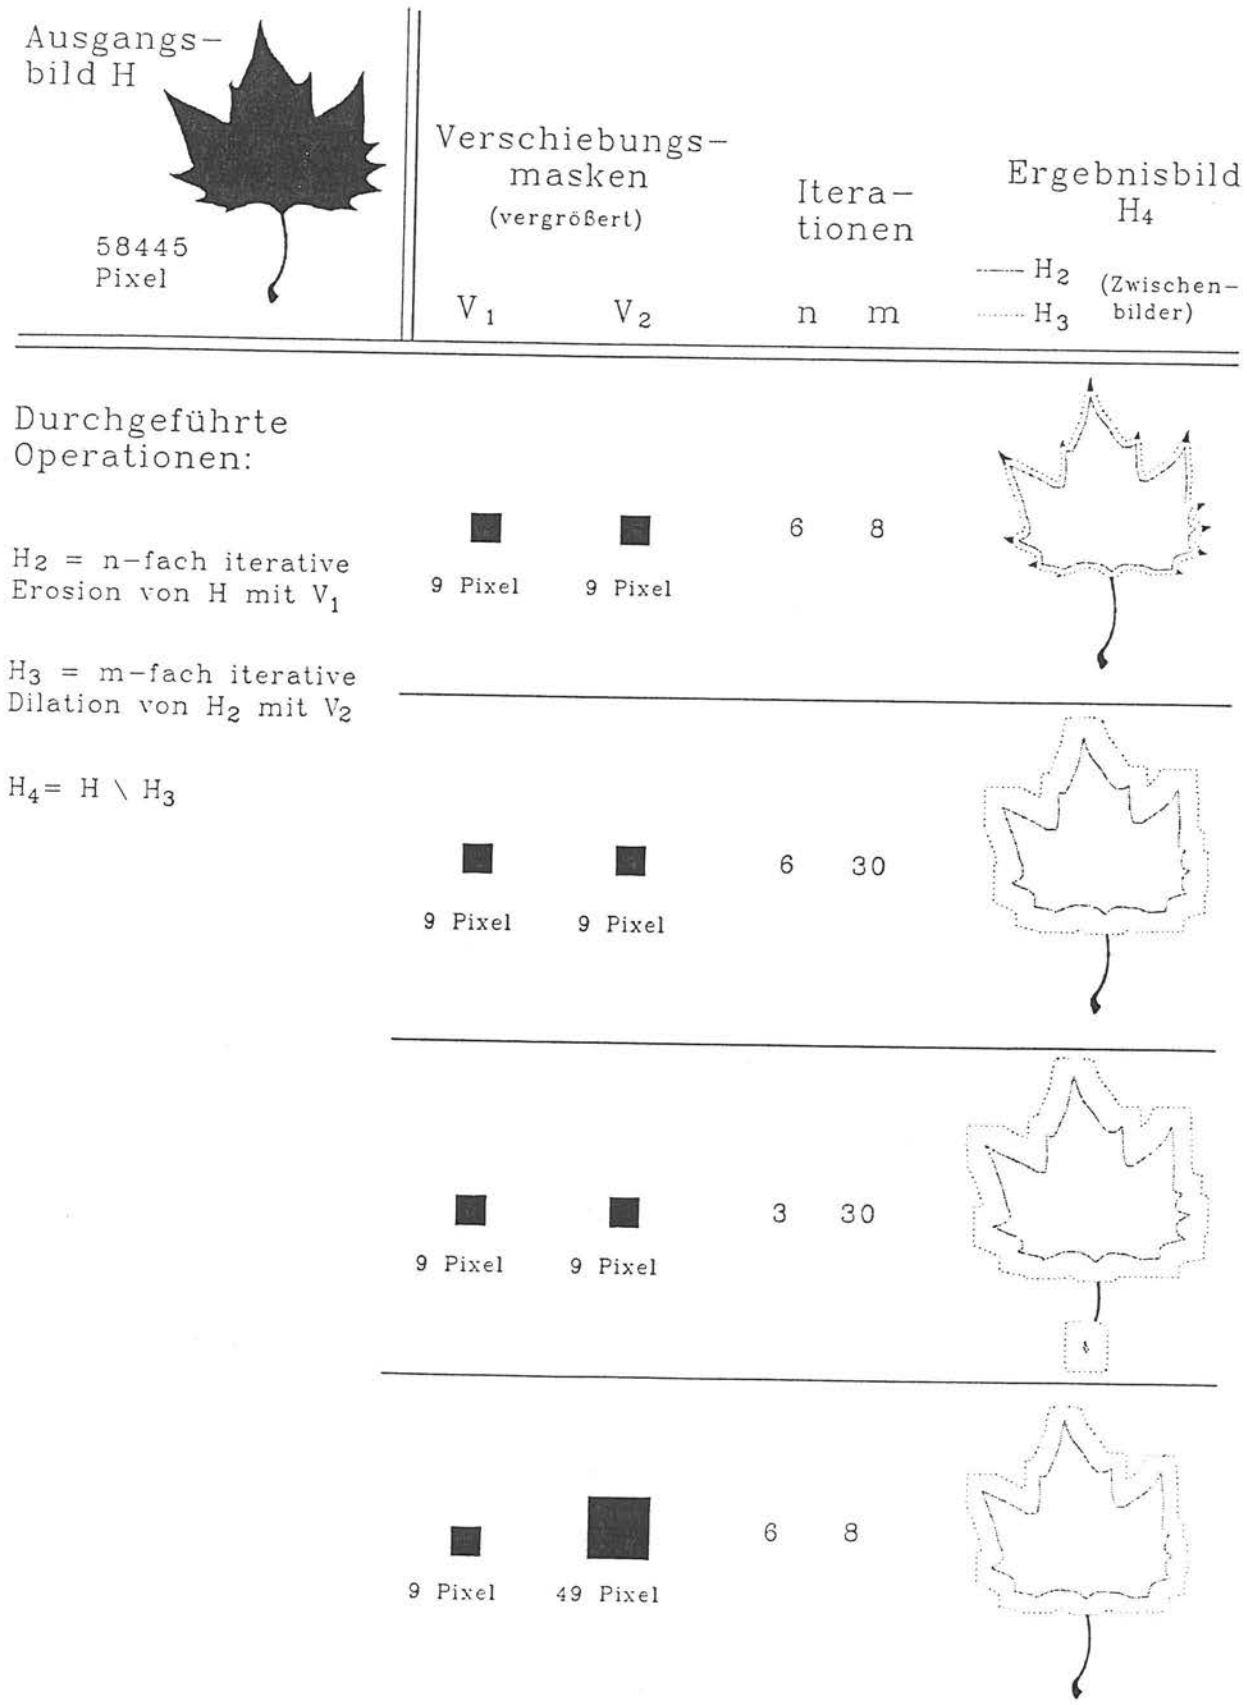 Ausgangs-
bild H
58445
Pixel
Verschiebungs-
masken
(vergrößert)
V1 V2
Itera-
tionen
n m
Ergebnisbild
H4
H2
H3
(Zwischen-
bilder)
Durchgeführte
Operationen:
H2 = n-fach iterative
Erosion von H mit V1
H3 = m-fach iterative
Dilation von H2 mit V2
H4= H \ H3
6 8
9 Pixel 9 Pixel
6 30
9 Pixel 9 Pixel
3 30
9 Pixel 9 Pixel
6 8
9 Pixel 49 Pixel